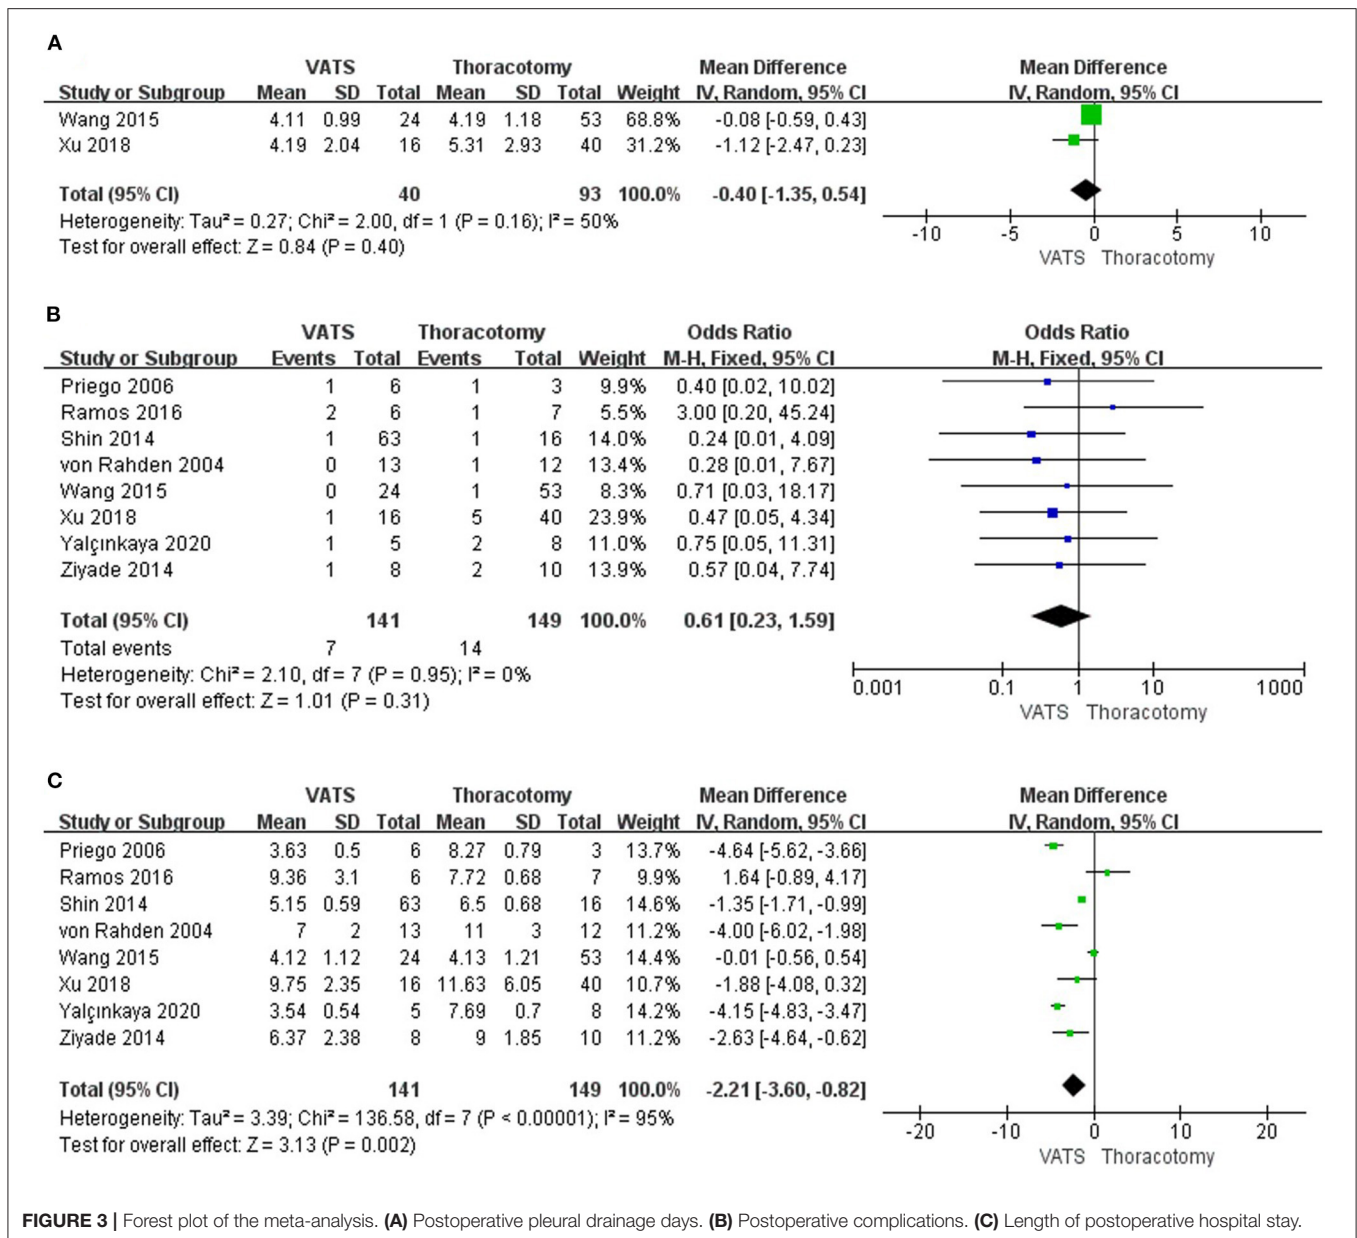 A
VATS Thoracotomy Mean Difference Mean Difference
Study or Subgroup Mean SD Total Mean SD Total Weight IV, Random, 95% CI IV, Random, 95% CI
Wang 2015 4.11 0.99 24 4.19 1.18 53 68.8% -0.08 [-0.59, 0.43]
Xu 2018 4.19 2.04 16 5.31 2.93 40 31.2% -1.12 [-2.47, 0.23]
Total (95% CI) 40 93 100.0% -0.40 [-1.35, 0.54]
Heterogeneity: Tau² = 0.27; Chi² = 2.00, df = 1 (P = 0.16); I² = 50%
Test for overall effect: Z = 0.84 (P = 0.40)
-10 -5 0 5 10
VATS Thoracotomy
B
VATS Thoracotomy Odds Ratio Odds Ratio
Study or Subgroup Events Total Events Total Weight M-H, Fixed, 95% CI M-H, Fixed, 95% CI
Priego 2006 1 6 1 3 9.9% 0.40 [0.02, 10.02]
Ramos 2016 2 6 1 7 5.5% 3.00 [0.20, 45.24]
Shin 2014 1 63 1 16 14.0% 0.24 [0.01, 4.09]
von Rahden 2004 0 13 1 12 13.4% 0.28 [0.01, 7.67]
Wang 2015 0 24 1 53 8.3% 0.71 [0.03, 18.17]
Xu 2018 1 16 5 40 23.9% 0.47 [0.05, 4.34]
Yalçınkaya 2020 1 5 2 8 11.0% 0.75 [0.05, 11.31]
Ziyade 2014 1 8 2 10 13.9% 0.57 [0.04, 7.74]
Total (95% CI) 141 149 100.0% 0.61 [0.23, 1.59]
Total events 7 14
Heterogeneity: Chi² = 2.10, df = 7 (P = 0.95); I² = 0%
Test for overall effect: Z = 1.01 (P = 0.31)
0.001 0.1 1 10 1000
VATS Thoracotomy
C
VATS Thoracotomy Mean Difference Mean Difference
Study or Subgroup Mean SD Total Mean SD Total Weight IV, Random, 95% CI IV, Random, 95% CI
Priego 2006 3.63 0.5 6 8.27 0.79 3 13.7% -4.64 [-5.62, -3.66]
Ramos 2016 9.36 3.1 6 7.72 0.68 7 9.9% 1.64 [-0.89, 4.17]
Shin 2014 5.15 0.59 63 6.5 0.68 16 14.6% -1.35 [-1.71, -0.99]
von Rahden 2004 7 2 13 11 3 12 11.2% -4.00 [-6.02, -1.98]
Wang 2015 4.12 1.12 24 4.13 1.21 53 14.4% -0.01 [-0.56, 0.54]
Xu 2018 9.75 2.35 16 11.63 6.05 40 10.7% -1.88 [-4.08, 0.32]
Yalçınkaya 2020 3.54 0.54 5 7.69 0.7 8 14.2% -4.15 [-4.83, -3.47]
Ziyade 2014 6.37 2.38 8 9 1.85 10 11.2% -2.63 [-4.64, -0.62]
Total (95% CI) 141 149 100.0% -2.21 [-3.60, -0.82]
Heterogeneity: Tau² = 3.39; Chi² = 136.58, df = 7 (P < 0.00001); I² = 95%
Test for overall effect: Z = 3.13 (P = 0.002)
-20 -10 0 10 20
VATS Thoracotomy
FIGURE 3 | Forest plot of the meta-analysis. (A) Postoperative pleural drainage days. (B) Postoperative complications. (C) Length of postoperative hospital stay.